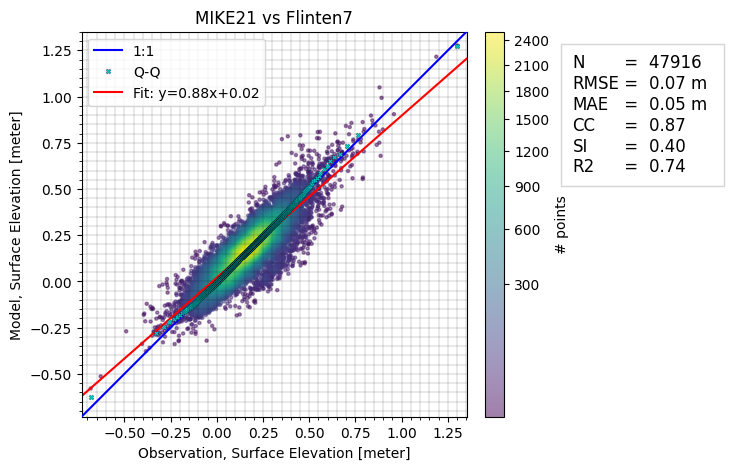 MIKE21 vs Flinten7
1:1
Q-Q
Fit: y=0.88x+0.02
1.25
1.00
0.75
0.50
0.25
0.00
−0.25
−0.50
Model, Surface Elevation [meter]
−0.50
−0.25
0.00
0.25
0.50
0.75
1.00
1.25
Observation, Surface Elevation [meter]
2400
2100
1800
1500
1200
900
600
300
# points
N = 47916
RMSE = 0.07 m
MAE = 0.05 m
CC = 0.87
SI = 0.40
R2 = 0.74